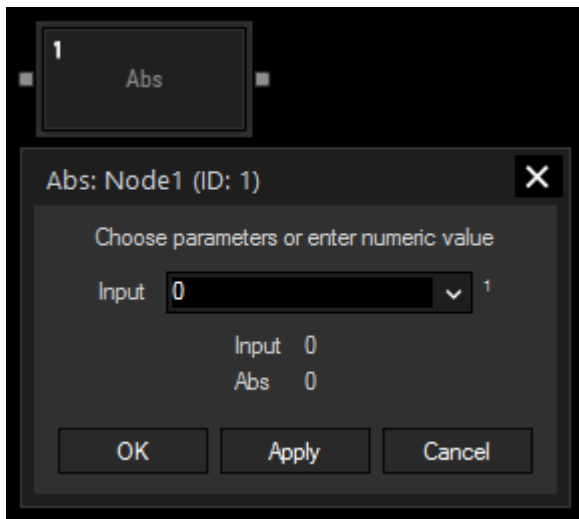 1
Abs
Abs: Node1 (ID: 1)
Choose parameters or enter numeric value
Input 0 1
Input 0
Abs 0
OK Apply Cancel